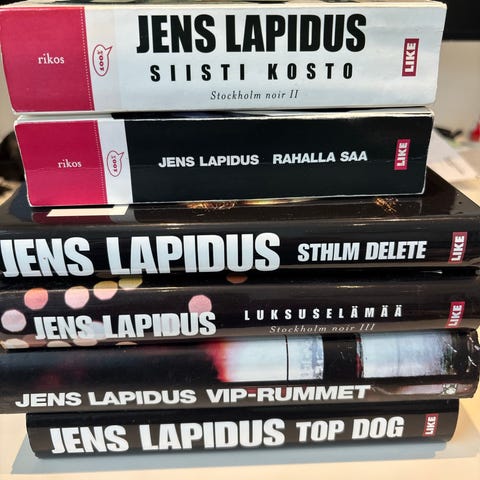 JENS LAPIDUS
SIISTI KOSTO
Stockholm noir II
rikos
LIKE
rikos
JENS LAPIDUS RAHALLA SAA
LIKE
JENS LAPIDUS STHLM DELETE
LIKE
JENS LAPIDUS LUKSUSELÄMÄÄ
Stockholm noir III
LIKE
JENS LAPIDUS VIP-RUMMET
JENS LAPIDUS TOP DOG
LIKE